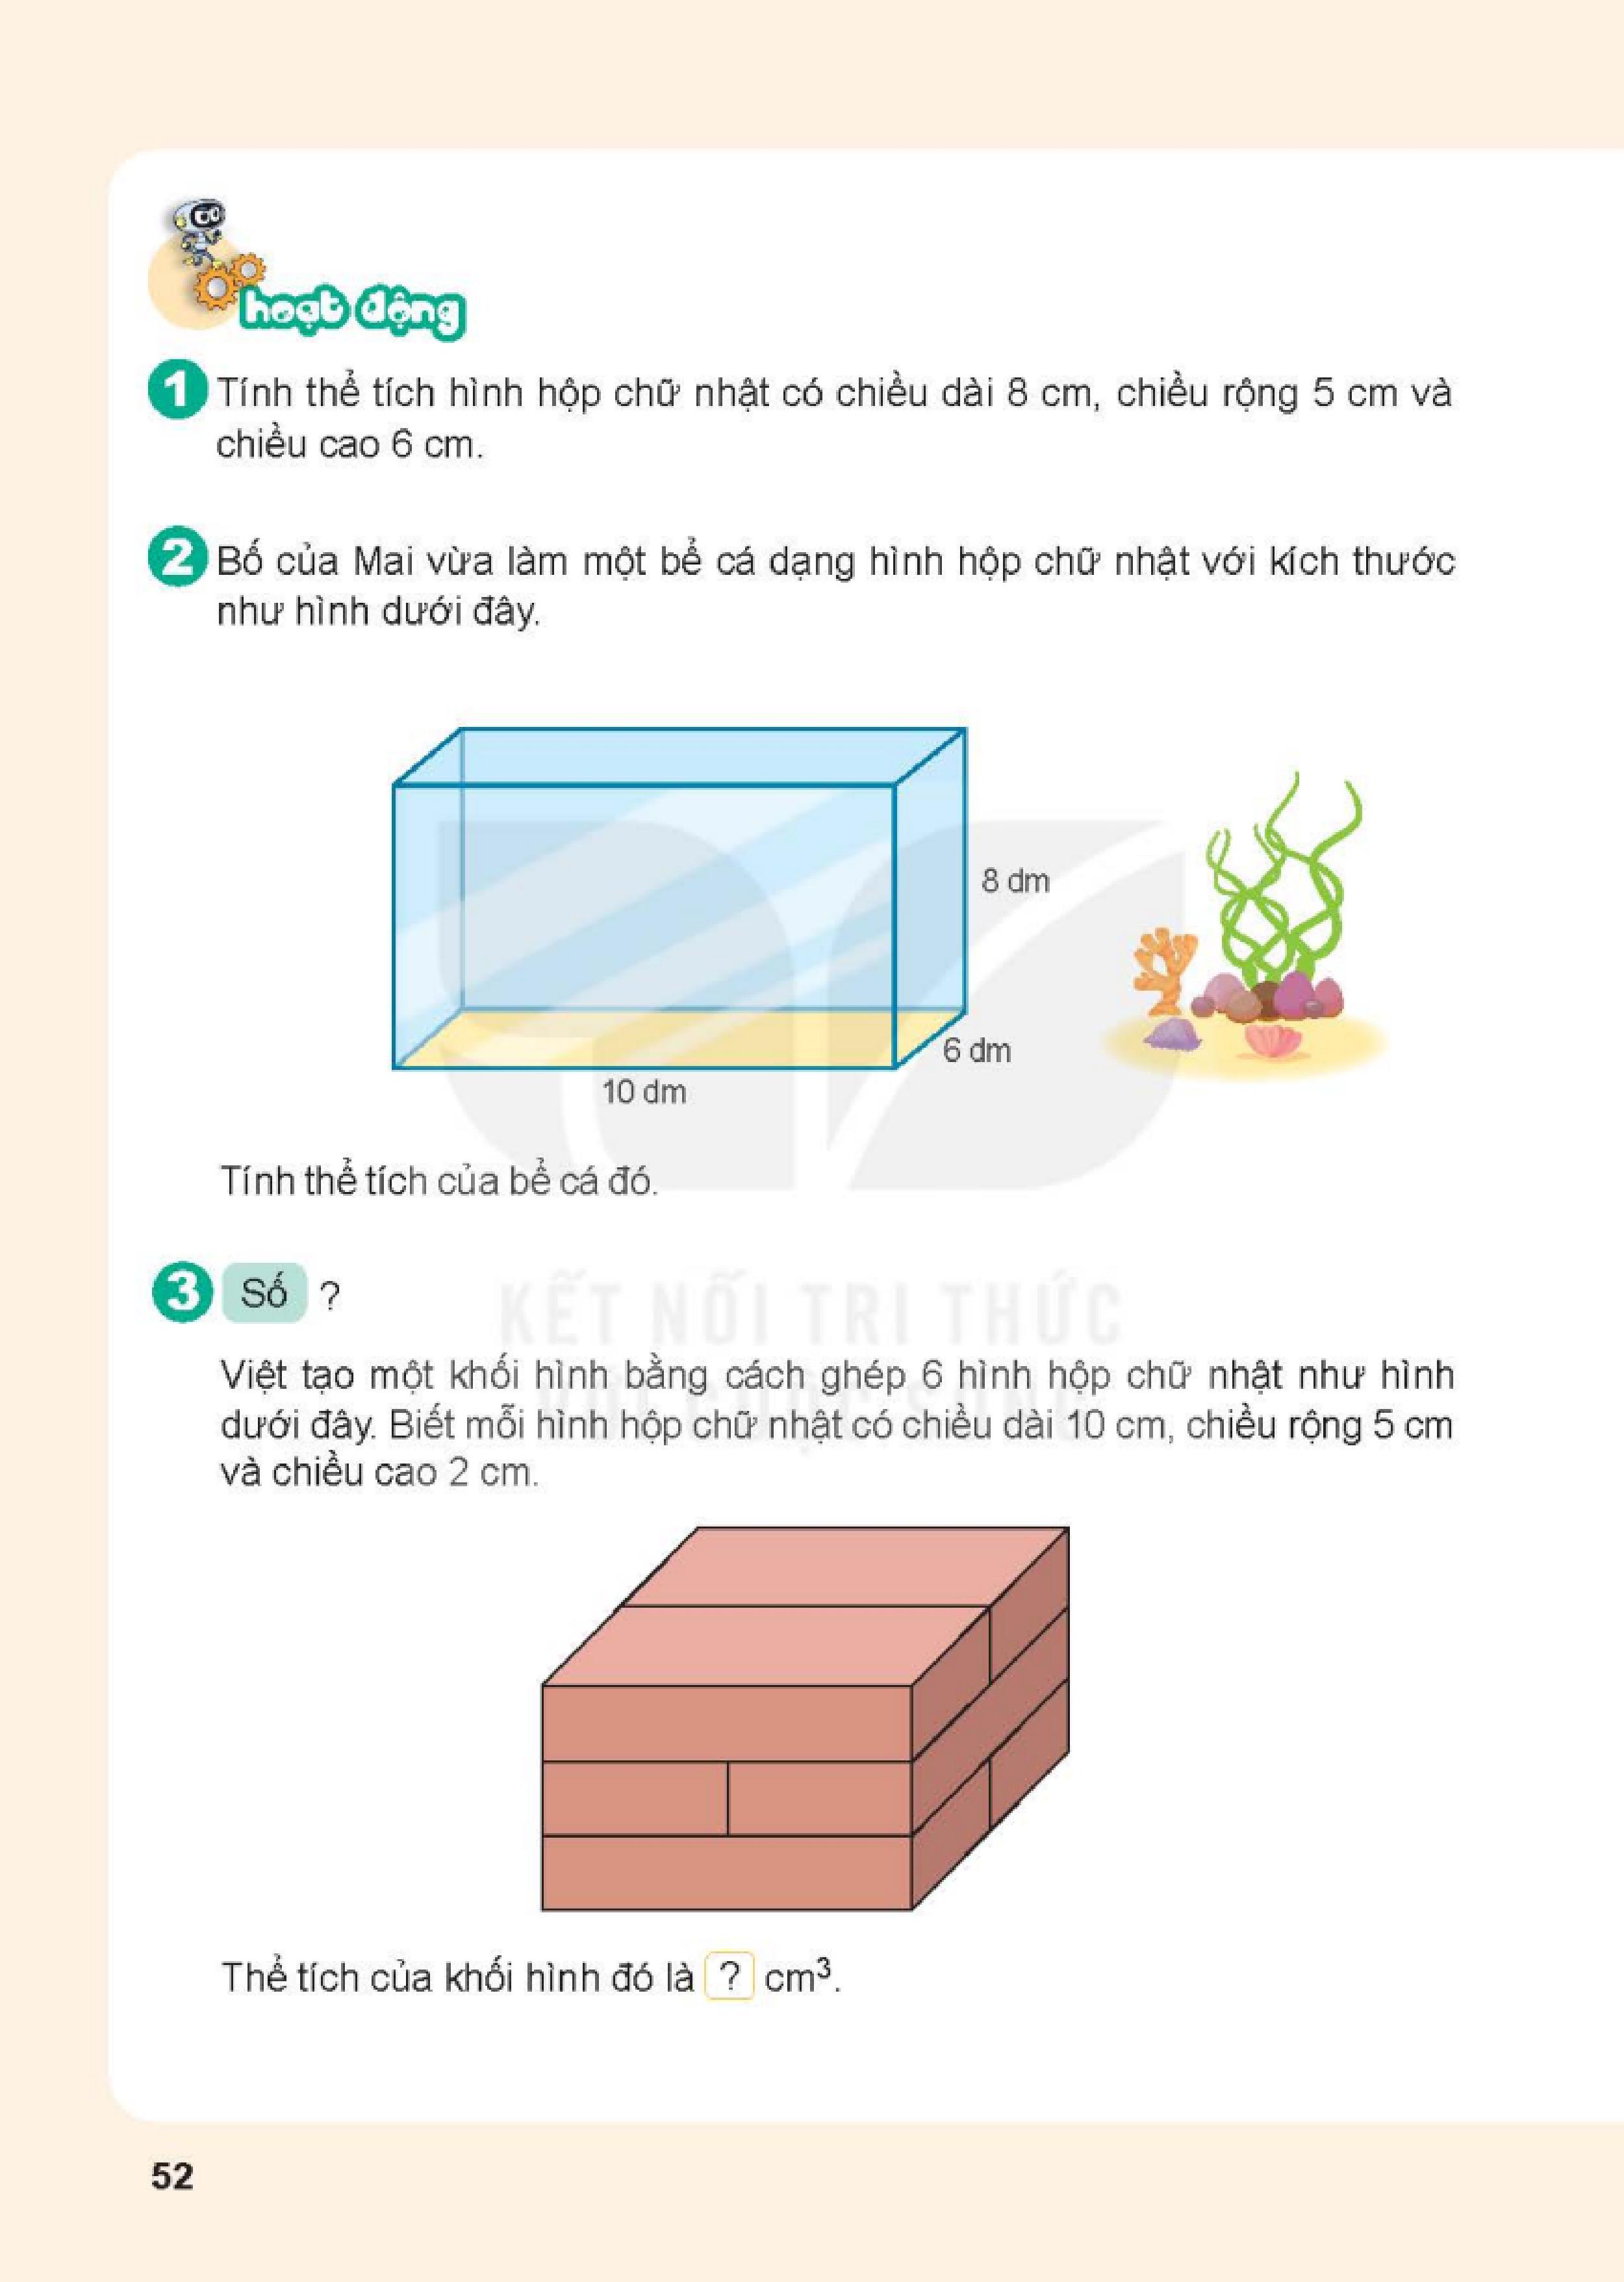 hoạt động
1 Tính thể tích hình hộp chữ nhật có chiều dài 8 cm, chiều rộng 5 cm và
chiều cao 6 cm.
2 Bố của Mai vừa làm một bể cá dạng hình hộp chữ nhật với kích thước
như hình dưới đây.
8 dm
6 dm
10 dm
Tính thể tích của bể cá đó.
3 Số ?
KẾT NỐI TRI THỨC
Việt tạo một khối hình bằng cách ghép 6 hình hộp chữ nhật như hình
dưới đây. Biết mỗi hình hộp chữ nhật có chiều dài 10 cm, chiều rộng 5 cm
và chiều cao 2 cm.
Thể tích của khối hình đó là ? cm³.
52